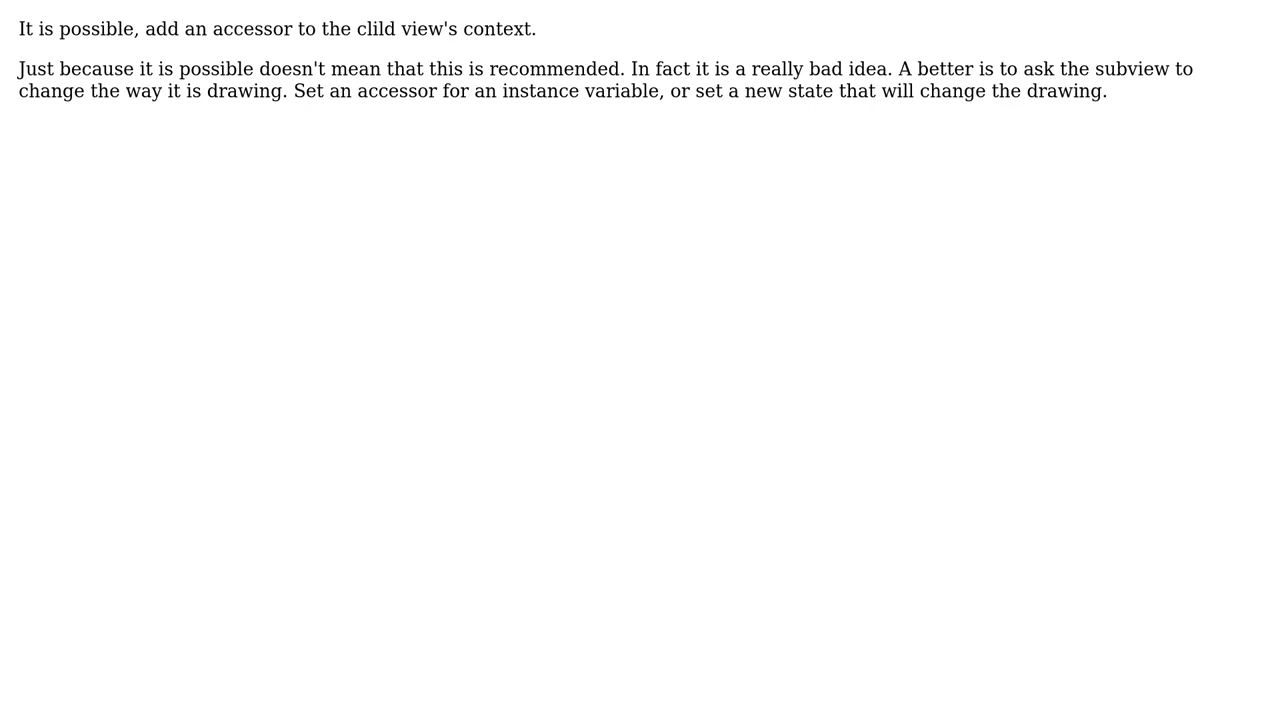 It is possible, add an accessor to the clild view's context.
Just because it is possible doesn't mean that this is recommended. In fact it is a really bad idea. A better is to ask the subview to
change the way it is drawing. Set an accessor for an instance variable, or set a new state that will change the drawing.